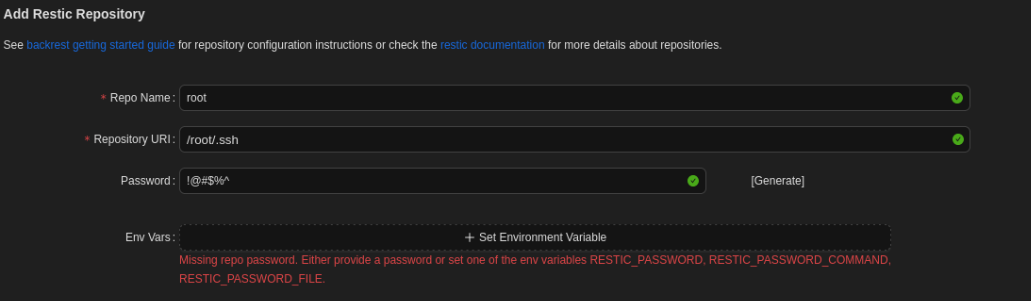 Add Restic Repository
See backrest getting started guide for repository configuration instructions or check the restic documentation for more details about repositories.
* Repo Name: root
* Repository URI: /root/.ssh
Password: !@#$%^ [Generate]
Env Vars: + Set Environment Variable
Missing repo password. Either provide a password or set one of the env variables RESTIC_PASSWORD, RESTIC_PASSWORD_COMMAND,
RESTIC_PASSWORD_FILE.